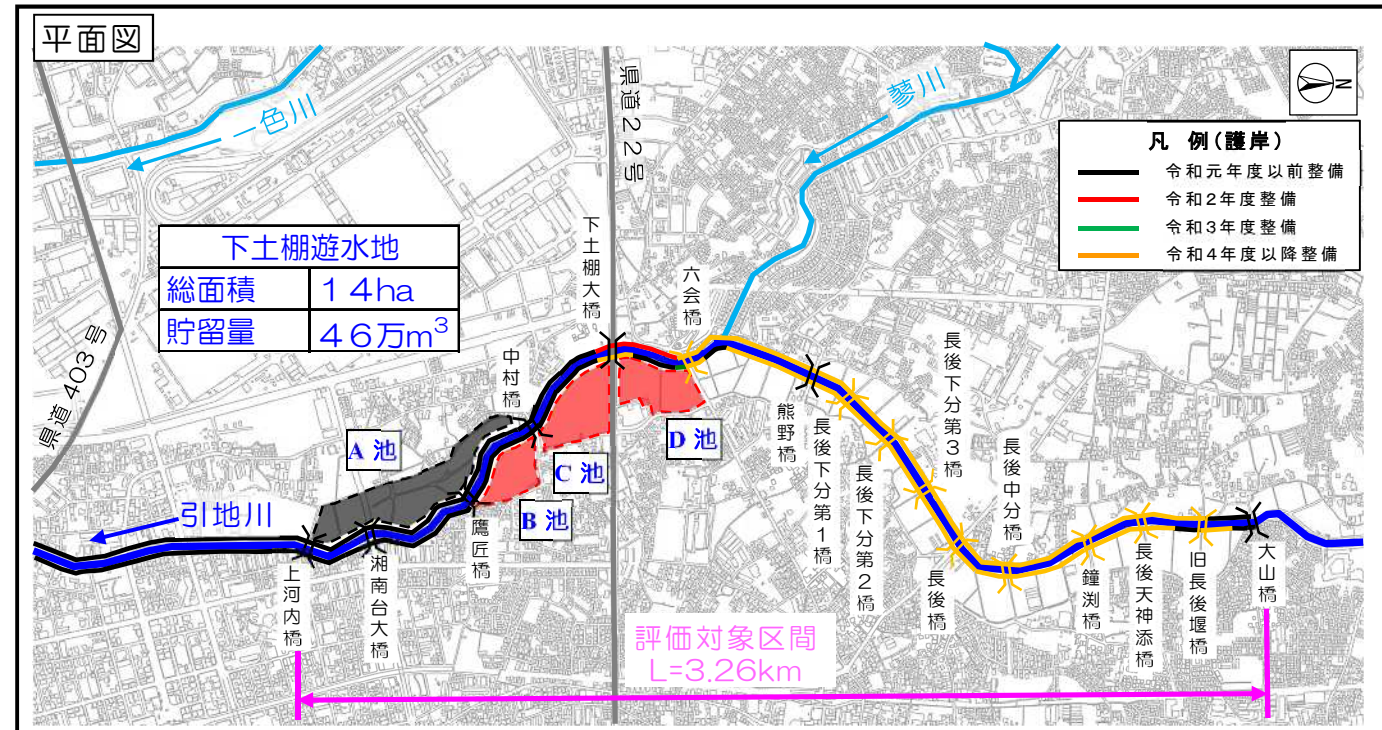 平面図
N
一色川
県道22号
蓼川
凡 例(護岸)
令和元年度以前整備
令和2年度整備
令和3年度整備
令和4年度以降整備
下土棚遊水地
総面積 14ha
貯留量 46万m³
県道403号
下土棚大橋
六会橋
中村橋
A 池
B 池
C 池
D 池
引地川
上河内橋
湘南台大橋
鷹匠橋
熊野橋
長後下分第1橋
長後下分第2橋
長後下分第3橋
長後橋
長後中分橋
鐘渕橋
長後天神添橋
旧長後堰橋
大山橋
評価対象区間
L=3.26km